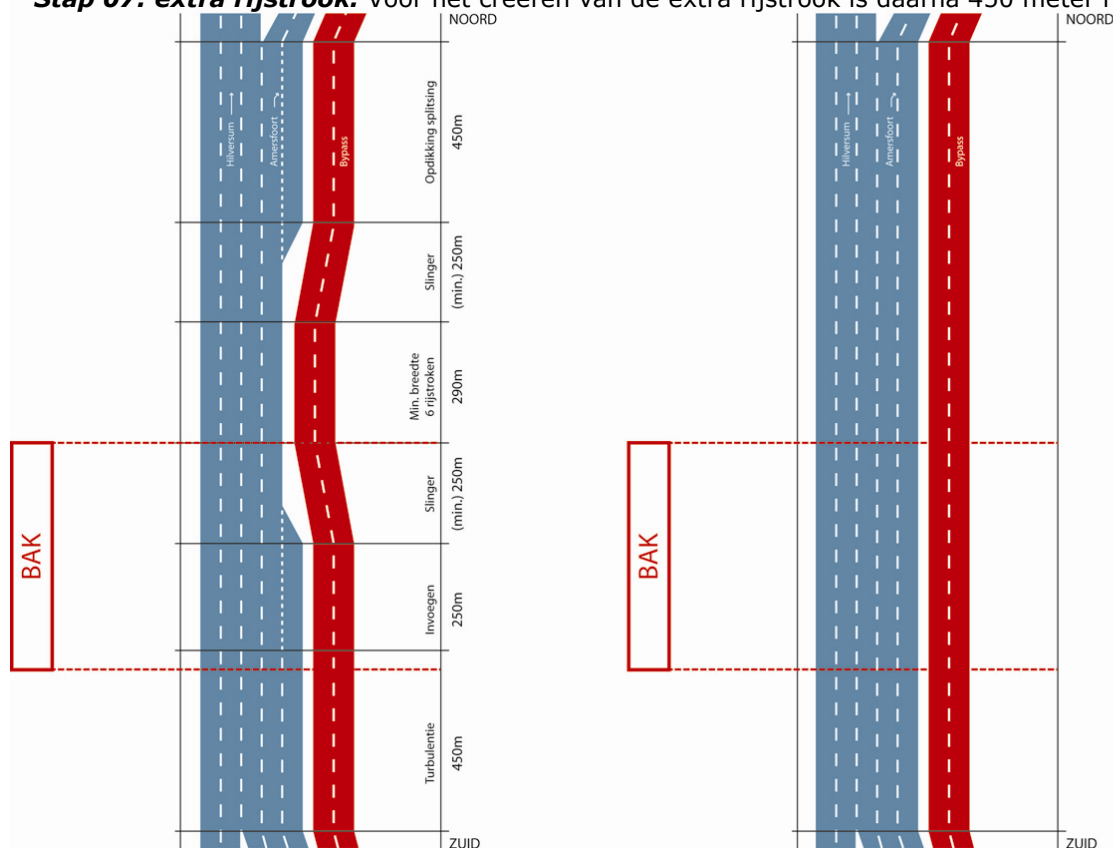 Stap 07: extra rijstrook. Voor het creëren van de extra rijstrook is daarna 450 meter
NOORD
Hilversum
Amersfoort
Bypass
Opdikking splitsing
450m
Slinger
(min.) 250m
Min. breedte
6 rijstroken
290m
Slinger
(min.) 250m
BAK
Invoegen
250m
Turbulentie
450m
ZUID
NOORD
Hilversum
Amersfoort
Bypass
BAK
ZUID